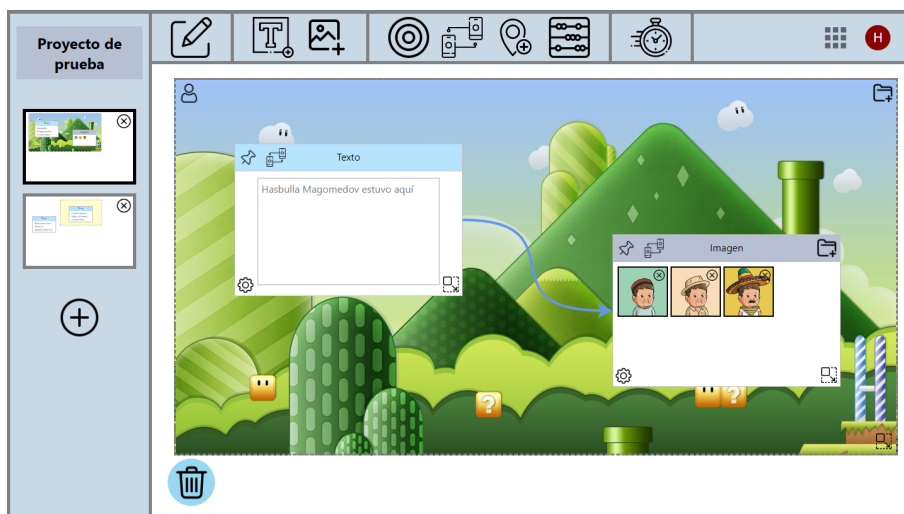 Proyecto de
prueba
T
H
Texto
Hasbulla Magomedov estuvo aquí
Imagen
?